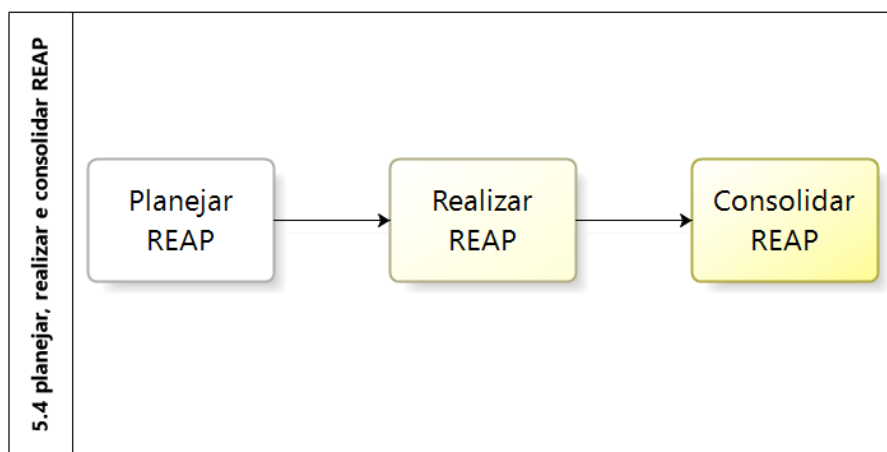 5.4 planejar, realizar e consolidar REAP
Planejar
REAP
Realizar
REAP
Consolidar
REAP